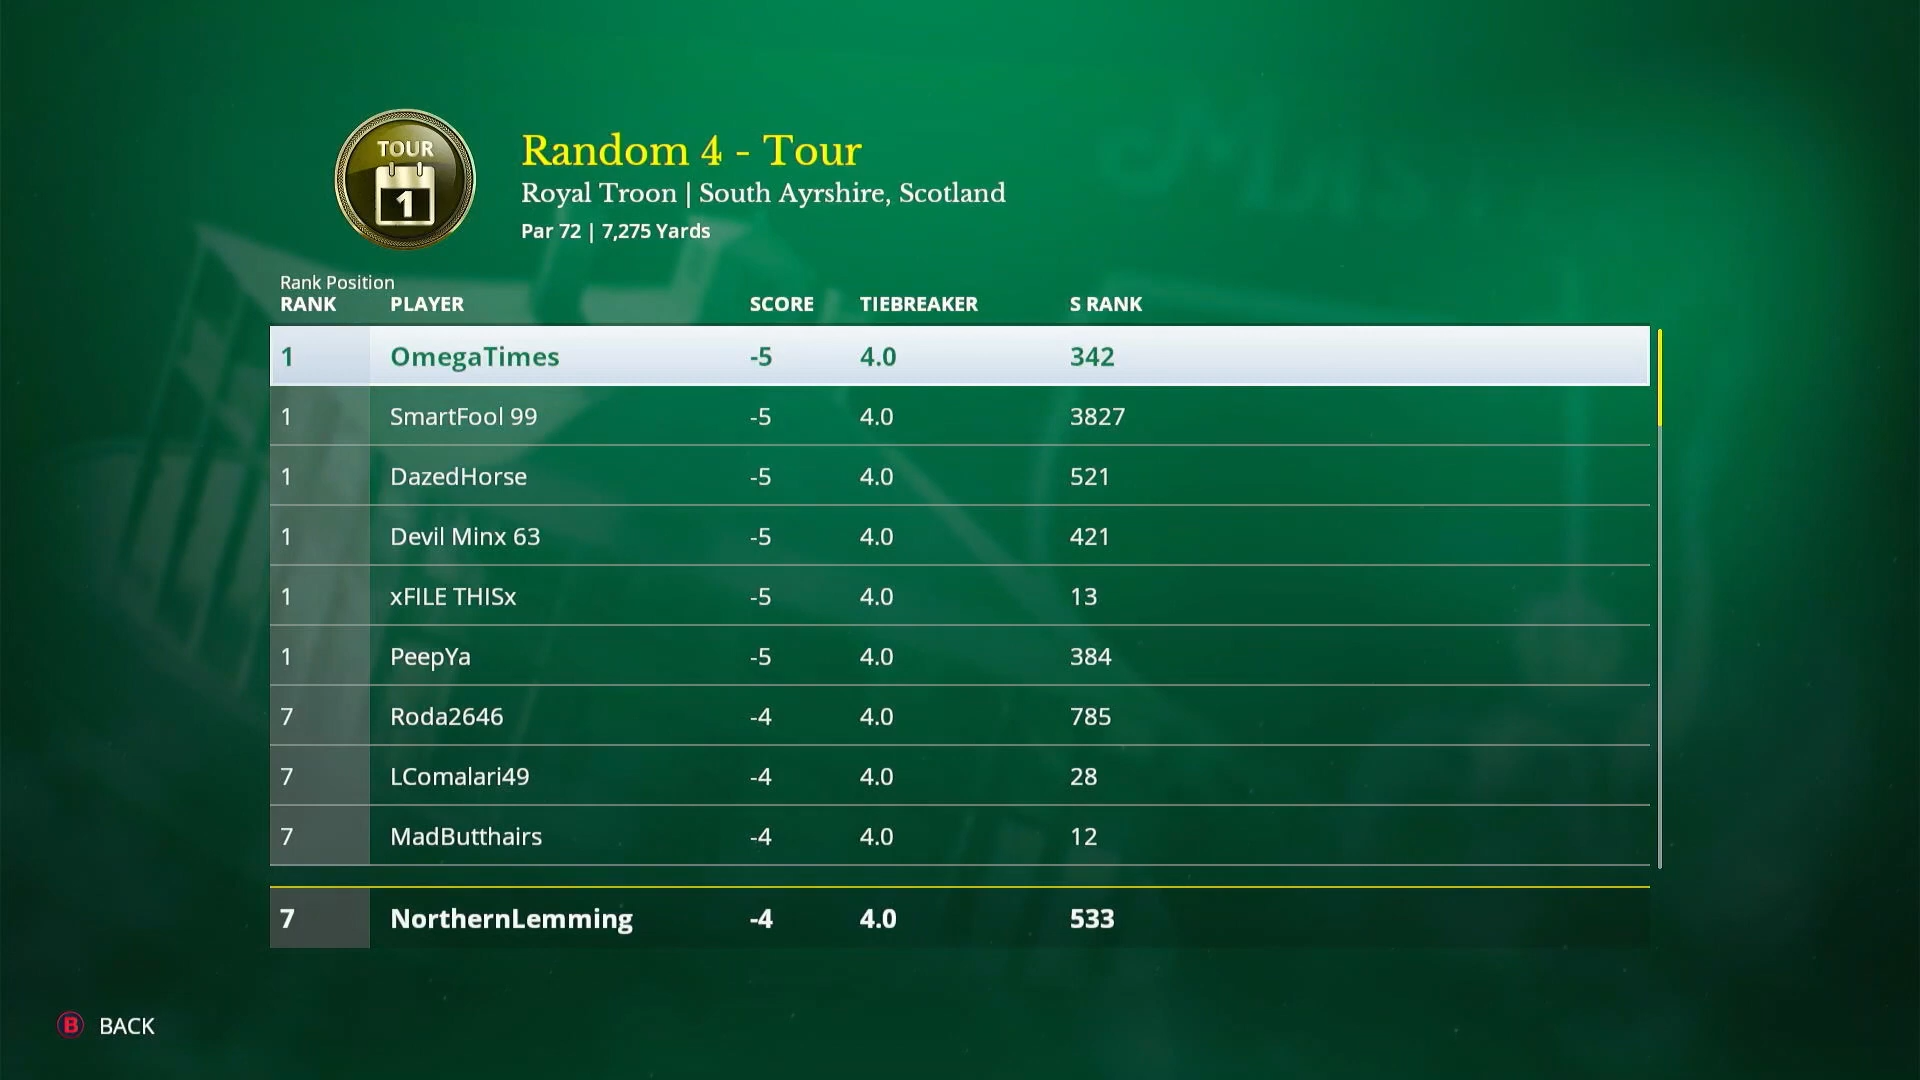 TOUR
1
Random 4 - Tour
Royal Troon | South Ayrshire, Scotland
Par 72 | 7,275 Yards
Rank Position
RANK PLAYER SCORE TIEBREAKER S RANK
1 OmegaTimes -5 4.0 342
1 SmartFool 99 -5 4.0 3827
1 DazedHorse -5 4.0 521
1 Devil Minx 63 -5 4.0 421
1 xFILE THISx -5 4.0 13
1 PeepYa -5 4.0 384
7 Roda2646 -4 4.0 785
7 LComalari49 -4 4.0 28
7 MadButthairs -4 4.0 12
7 NorthernLemming -4 4.0 533
B BACK